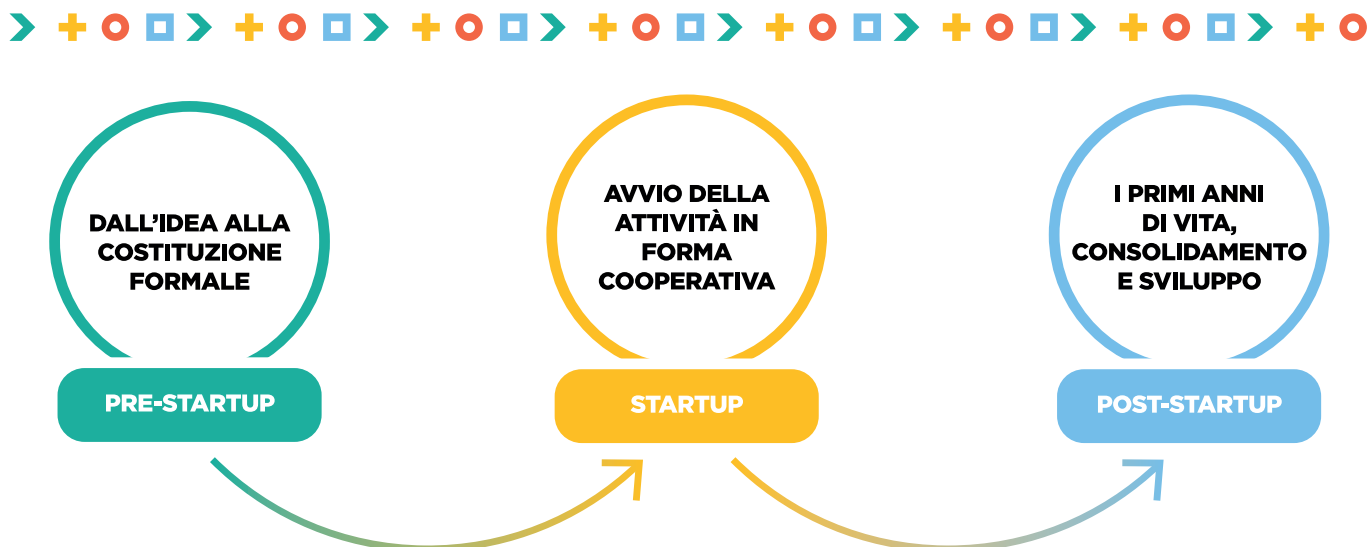 DALL'IDEA ALLA
COSTITUZIONE
FORMALE
PRE-STARTUP
AVVIO DELLA
ATTIVITÀ IN
FORMA
COOPERATIVA
STARTUP
I PRIMI ANNI
DI VITA,
CONSOLIDAMENTO
E SVILUPPO
POST-STARTUP